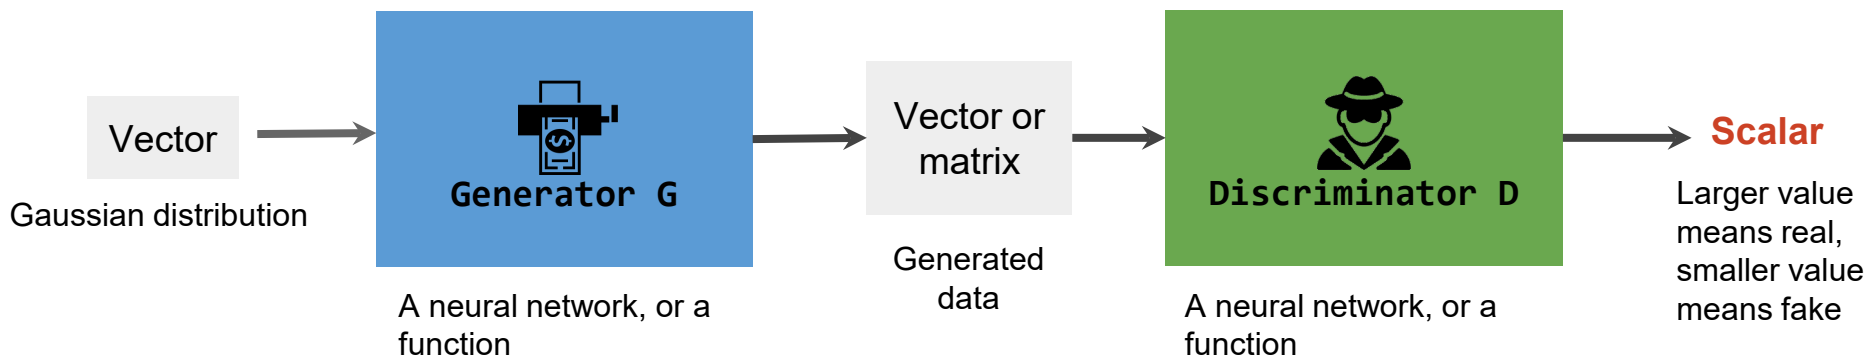 Vector
Gaussian distribution
Generator G
A neural network, or a
function
Vector or
matrix
Generated
data
Discriminator D
A neural network, or a
function
Scalar
Larger value
means real,
smaller value
means fake